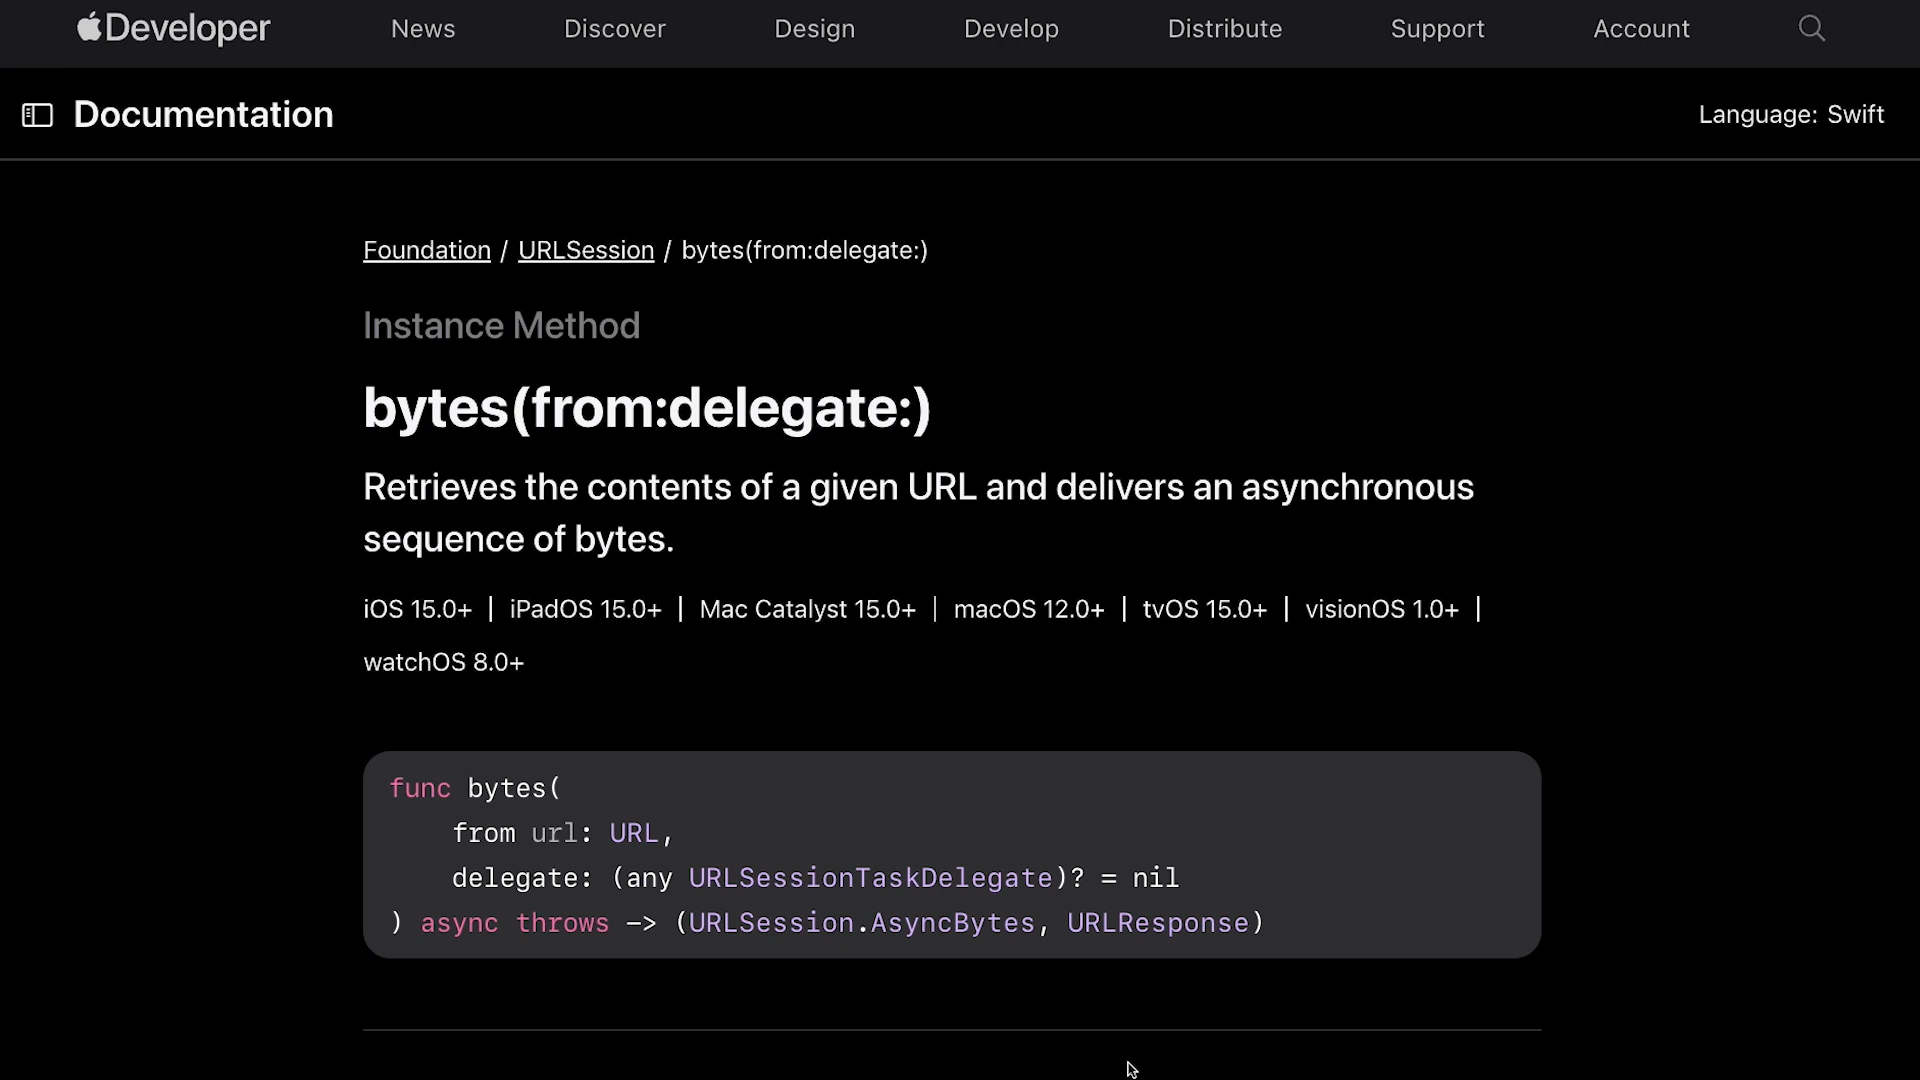 Developer News Discover Design Develop Distribute Support Account
Documentation Language: Swift
Foundation / URLSession / bytes(from:delegate:)
Instance Method
bytes(from:delegate:)
Retrieves the contents of a given URL and delivers an asynchronous
sequence of bytes.
iOS 15.0+ | iPadOS 15.0+ | Mac Catalyst 15.0+ | macOS 12.0+ | tvOS 15.0+ | visionOS 1.0+ |
watchOS 8.0+
func bytes(
    from url: URL,
    delegate: (any URLSessionTaskDelegate)? = nil
) async throws -> (URLSession.AsyncBytes, URLResponse)